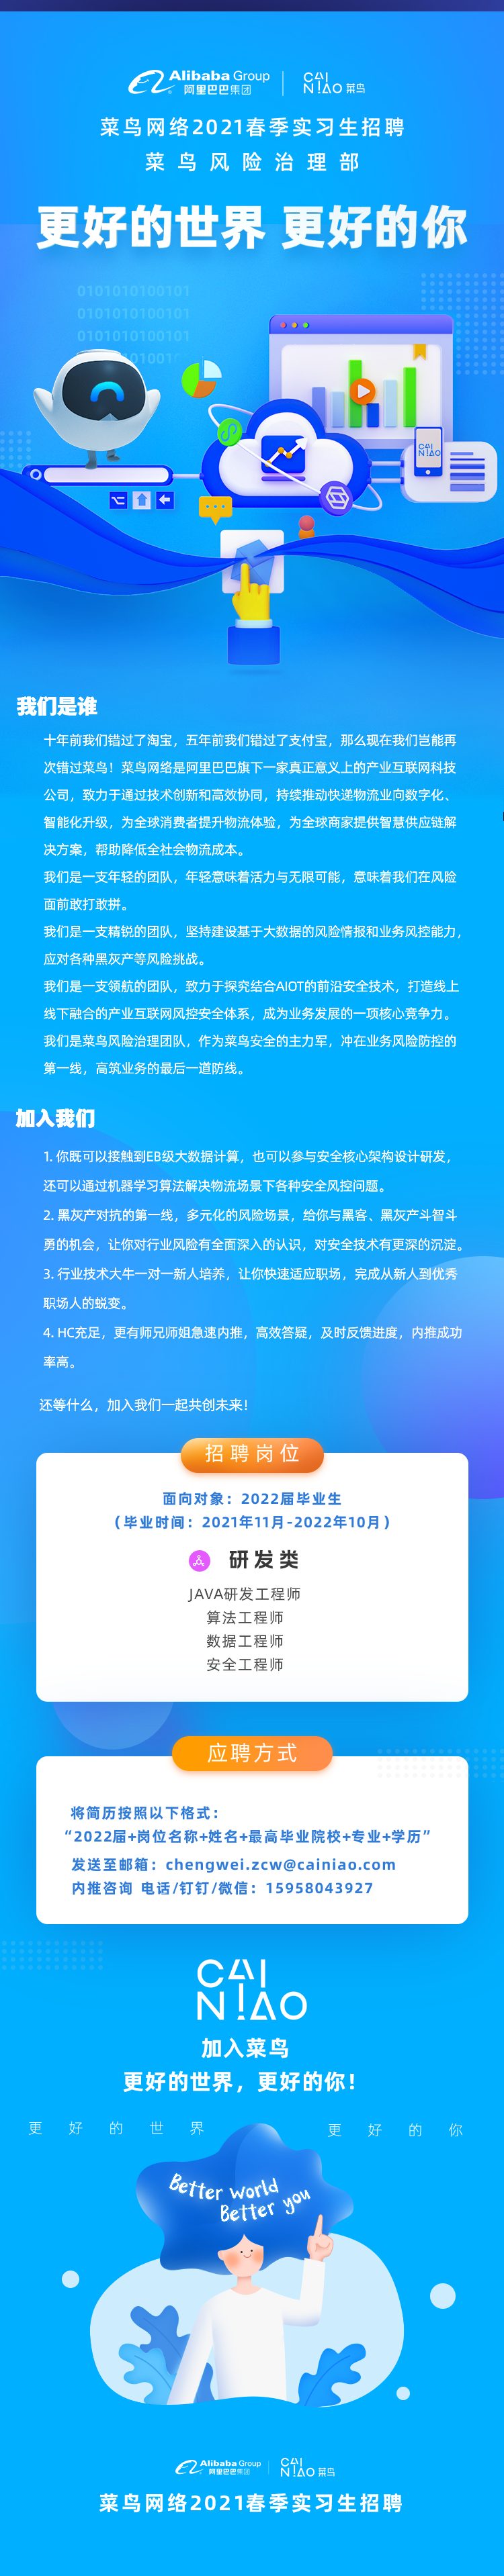 Alibaba Group
阿里巴巴集团
CAI
NIAO 菜鸟
菜鸟网络2021春季实习生招聘
菜鸟风险治理部
更好的世界 更好的你
0101010100101
0101010100101
0101010100101
CAI
NIAO
我们是谁
十年前我们错过了淘宝，五年前我们错过了支付宝，那么现在我们岂能再
次错过菜鸟！菜鸟网络是阿里巴巴旗下一家真正意义上的产业互联网科技
公司，致力于通过技术创新和高效协同，持续推动快递物流业向数字化、
智能化升级，为全球消费者提升物流体验，为全球商家提供智慧供应链解
决方案，帮助降低全社会物流成本。
我们是一支年轻的团队，年轻意味着活力与无限可能，意味着我们在风险
面前敢打敢拼。
我们是一支精锐的团队，坚持建设基于大数据的风险情报和业务风控能力，
应对各种黑灰产等风险挑战。
我们是一支领航的团队，致力于探究结合AIOT的前沿安全技术，打造线上
线下融合的产业互联网风控安全体系，成为业务发展的一项核心竞争力。
我们是菜鸟风险治理团队，作为菜鸟安全的主力军，冲在业务风险防控的
第一线，高筑业务的最后一道防线。
加入我们
1. 你既可以接触到EB级大数据计算，也可以参与安全核心架构设计研发，
还可以通过机器学习算法解决物流场景下各种安全风控问题。
2. 黑灰产对抗的第一线，多元化的风险场景，给你与黑客、黑灰产斗智斗
勇的机会，让你对行业风险有全面深入的认识，对安全技术有更深的沉淀。
3. 行业技术大牛一对一新人培养，让你快速适应职场，完成从新人到优秀
职场人的蜕变。
4. HC充足，更有师兄师姐急速内推，高效答疑，及时反馈进度，内推成功
率高。
还等什么，加入我们一起共创未来！
招聘岗位
面向对象：2022届毕业生
（毕业时间：2021年11月-2022年10月）
研发类
JAVA研发工程师
算法工程师
数据工程师
安全工程师
应聘方式
将简历按照以下格式：
“2022届+岗位名称+姓名+最高毕业院校+专业+学历”
发送至邮箱：chengwei.zcw@cainiao.com
内推咨询 电话/钉钉/微信：15958043927
CAI
NIAO
加入菜鸟
更好的世界，更好的你！
更好的世界
更好的你
Better world
Better you
Alibaba Group
阿里巴巴集团
CAI
NIAO 菜鸟
菜鸟网络2021春季实习生招聘